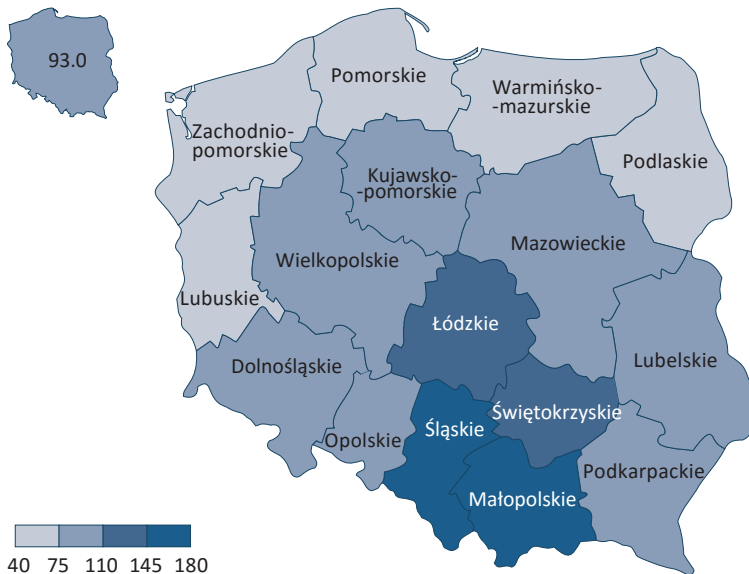 93.0
Pomorskie
Warmińsko-
-mazurskie
Zachodnio-
pomorskie
Podlaskie
Kujawsko-
-pomorskie
Mazowieckie
Wielkopolskie
Lubuskie
Łódzkie
Lubelskie
Dolnośląskie
Świętokrzyskie
Śląskie
Opolskie
Podkarpackie
Małopolskie
40 75 110 145 180